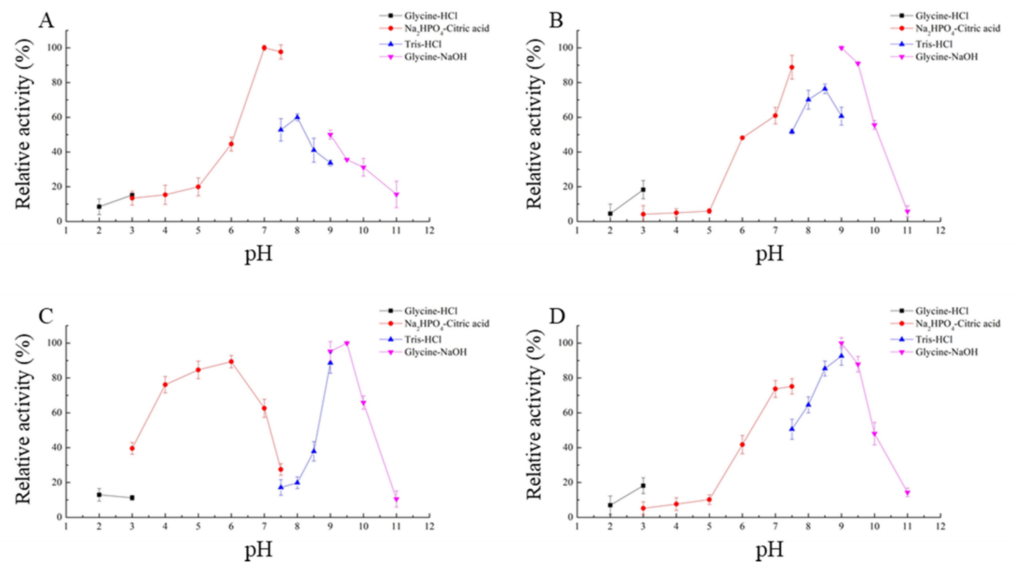 A
Glycine-HCl
Na₂HPO₄-Citric acid
Tris-HCl
Glycine-NaOH
Relative activity (%)
100
80
60
40
20
0
1 2 3 4 5 6 7 8 9 10 11 12
pH
B
Glycine-HCl
Na₂HPO₄-Citric acid
Tris-HCl
Glycine-NaOH
Relative activity (%)
100
80
60
40
20
0
1 2 3 4 5 6 7 8 9 10 11 12
pH
C
Glycine-HCl
Na₂HPO₄-Citric acid
Tris-HCl
Glycine-NaOH
Relative activity (%)
100
80
60
40
20
0
1 2 3 4 5 6 7 8 9 10 11 12
pH
D
Glycine-HCl
Na₂HPO₄-Citric acid
Tris-HCl
Glycine-NaOH
Relative activity (%)
100
80
60
40
20
0
1 2 3 4 5 6 7 8 9 10 11 12
pH